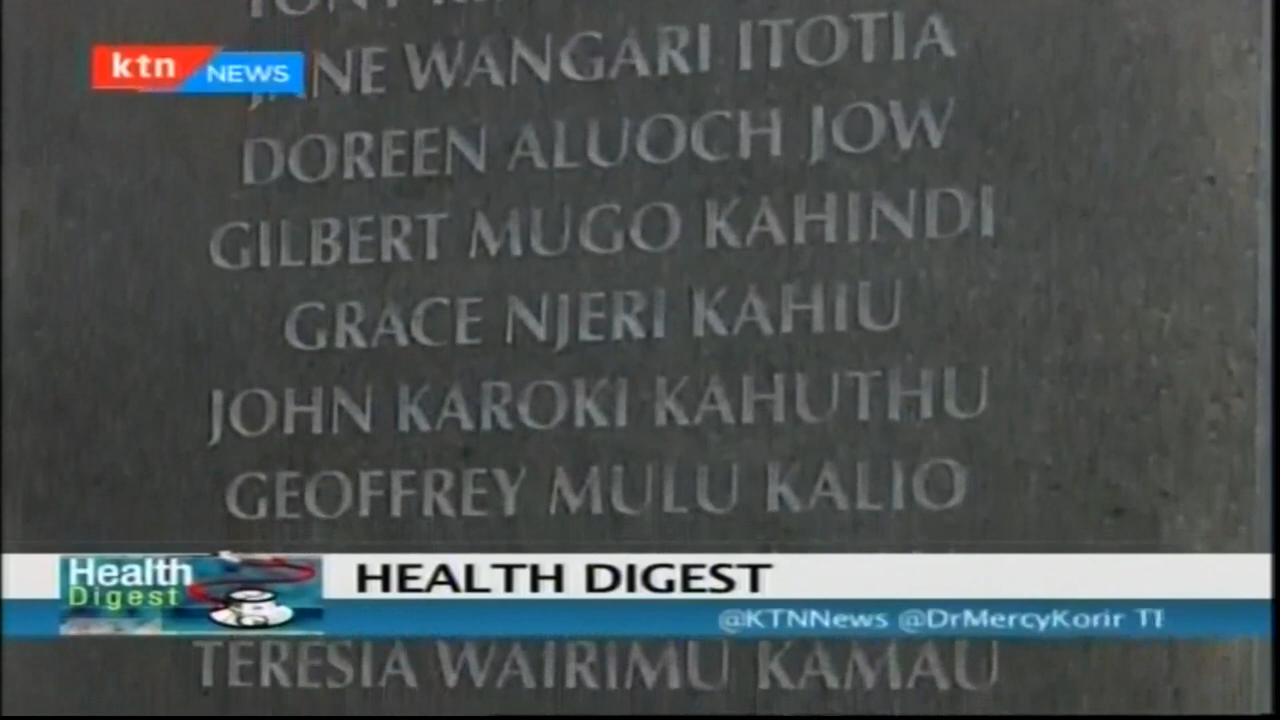 ktn NEWS
JANE WANGARI ITOTIA
DOREEN ALUOCH JOW
GILBERT MUGO KAHINDI
GRACE NJERI KAHIU
JOHN KAROKI KAHUTHU
GEOFFREY MULU KALIO
Health
Digest
HEALTH DIGEST
@KTNNews @DrMercyKorir
TERESIA WAIRIMU KAMAU